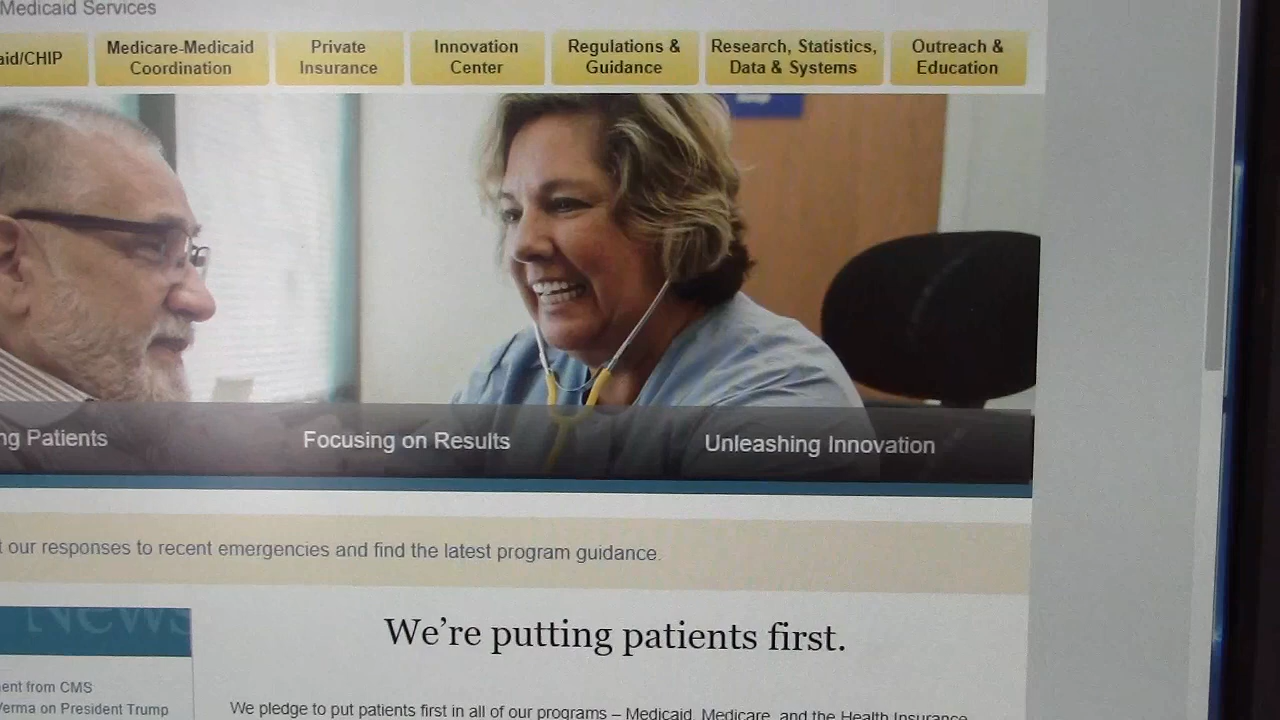 Medicaid Services
aid/CHIP
Medicare-Medicaid
Coordination
Private
Insurance
Innovation
Center
Regulations &
Guidance
Research, Statistics,
Data & Systems
Outreach &
Education
ng Patients
Focusing on Results
Unleashing Innovation
t our responses to recent emergencies and find the latest program guidance.
News
We're putting patients first.
ent from CMS
Verma on President Trump
We pledge to put patients first in all of our programs – Medicaid, Medicare, and the Health Insurance